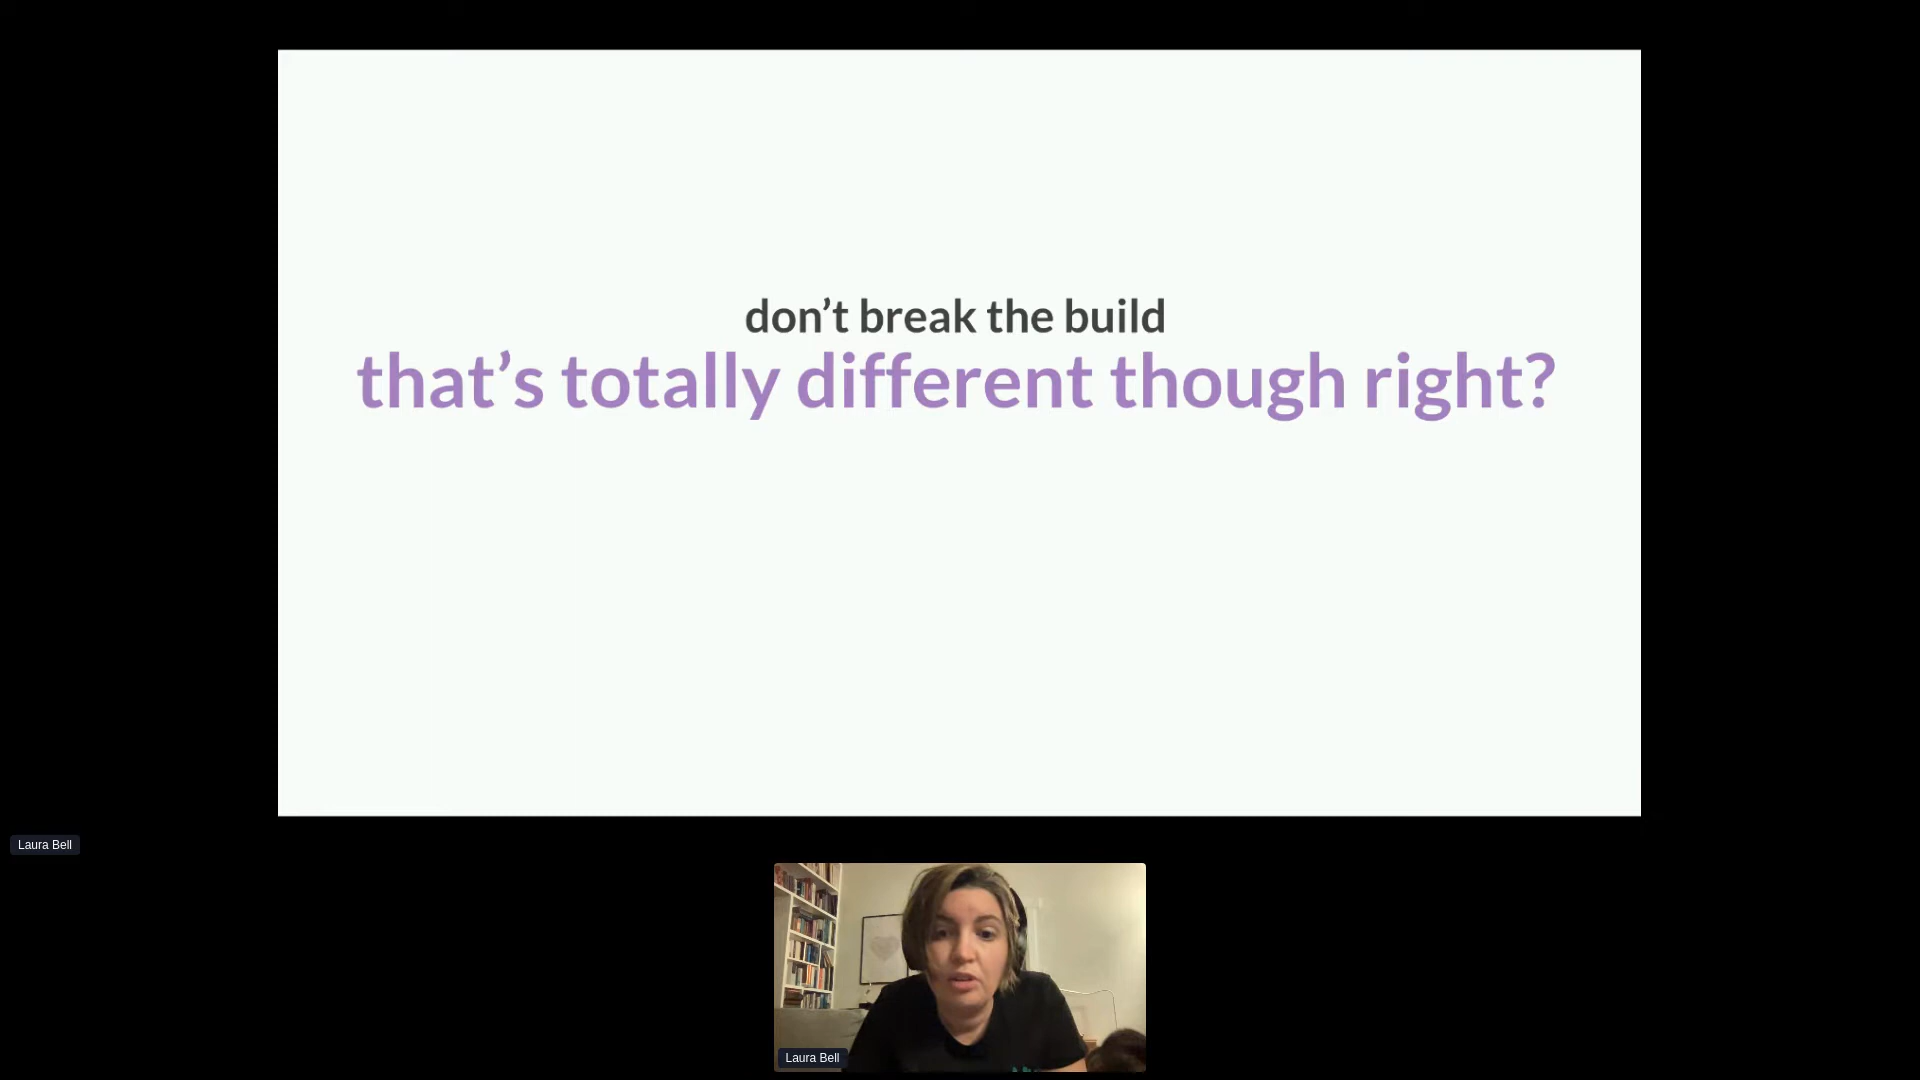 don’t break the build
that’s totally different though right?
Laura Bell
Laura Bell